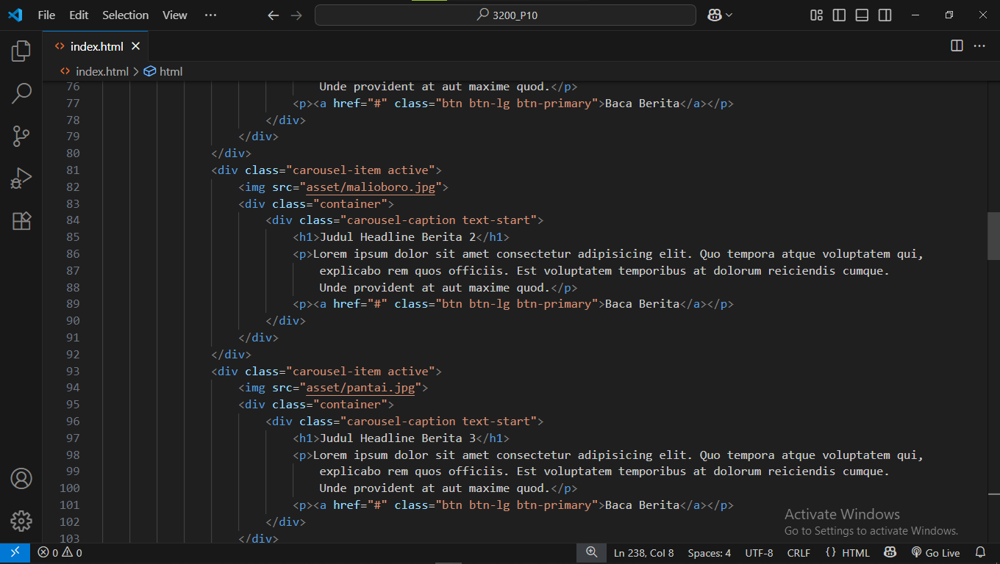 File Edit Selection View ··· 3200_P10
index.html
index.html > html
76 Unde provident at aut maxime quod.</p>
77 <p><a href="#" class="btn btn-lg btn-primary">Baca Berita</a></p>
78 </div>
79 </div>
80 </div>
81 <div class="carousel-item active">
82 <img src="asset/malioboro.jpg">
83 <div class="container">
84 <div class="carousel-caption text-start">
85 <h1>Judul Headline Berita 2</h1>
86 <p>Lorem ipsum dolor sit amet consectetur adipisicing elit. Quo tempora atque voluptatem qui,
87 explicabo rem quos officiis. Est voluptatem temporibus at dolorum reiciendis cumque.
88 Unde provident at aut maxime quod.</p>
89 <p><a href="#" class="btn btn-lg btn-primary">Baca Berita</a></p>
90 </div>
91 </div>
92 </div>
93 <div class="carousel-item active">
94 <img src="asset/pantai.jpg">
95 <div class="container">
96 <div class="carousel-caption text-start">
97 <h1>Judul Headline Berita 3</h1>
98 <p>Lorem ipsum dolor sit amet consectetur adipisicing elit. Quo tempora atque voluptatem qui,
99 explicabo rem quos officiis. Est voluptatem temporibus at dolorum reiciendis cumque.
100 Unde provident at aut maxime quod.</p>
101 <p><a href="#" class="btn btn-lg btn-primary">Baca Berita</a></p>
102 </div>
103 </div>
Activate Windows
Go to Settings to activate Windows.
0 0 Ln 238, Col 8 Spaces: 4 UTF-8 CRLF {} HTML Go Live